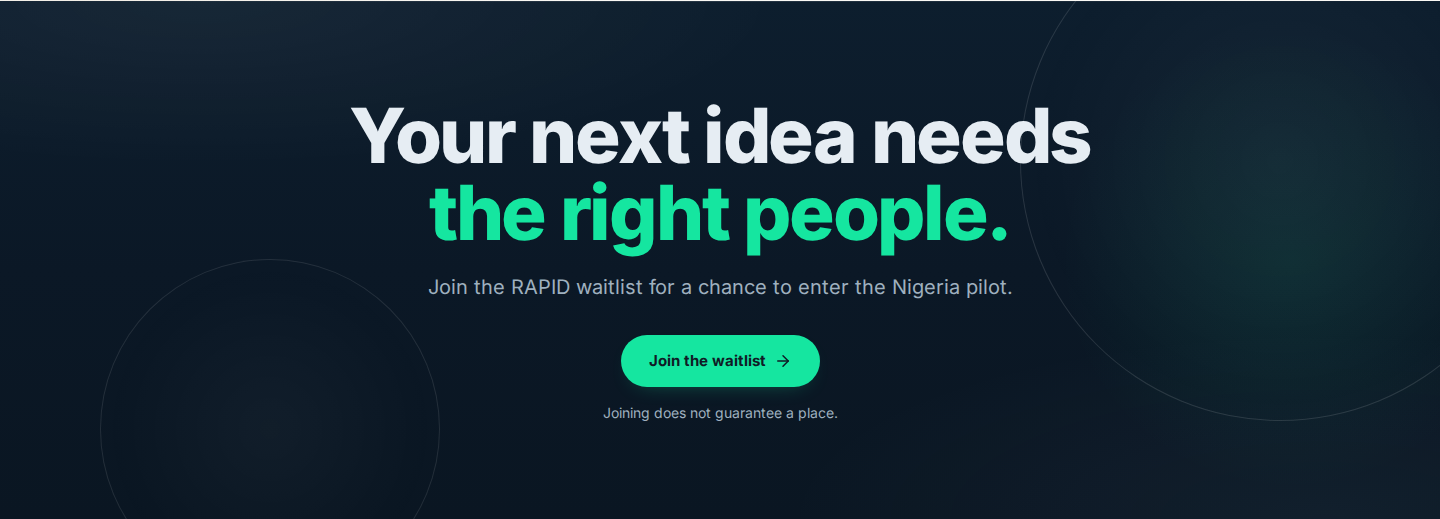 Your next idea needs
the right people.
Join the RAPID waitlist for a chance to enter the Nigeria pilot.
Join the waitlist →
Joining does not guarantee a place.